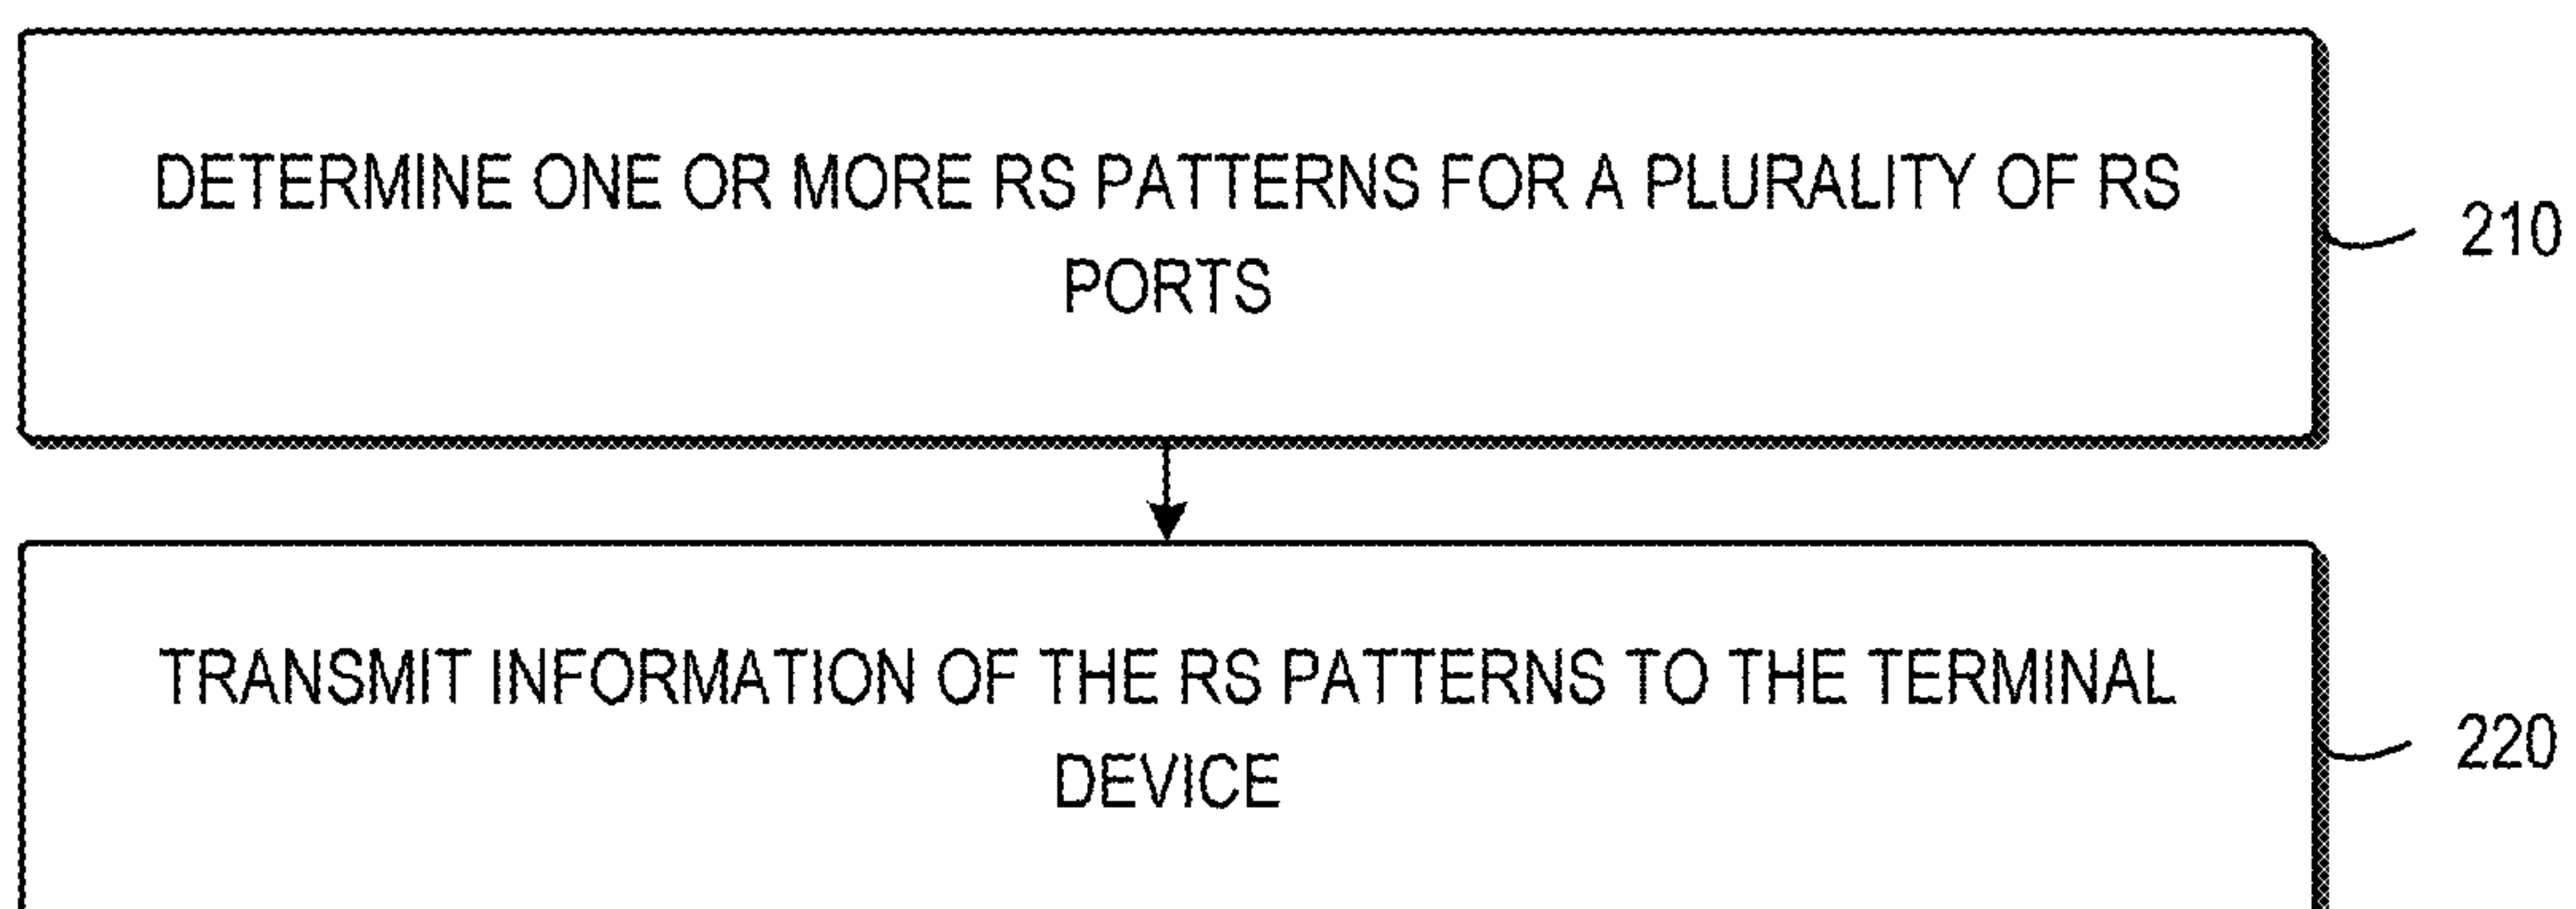 DETERMINE ONE OR MORE RS PATTERNS FOR A PLURALITY OF RS
PORTS
210
TRANSMIT INFORMATION OF THE RS PATTERNS TO THE TERMINAL
DEVICE
220